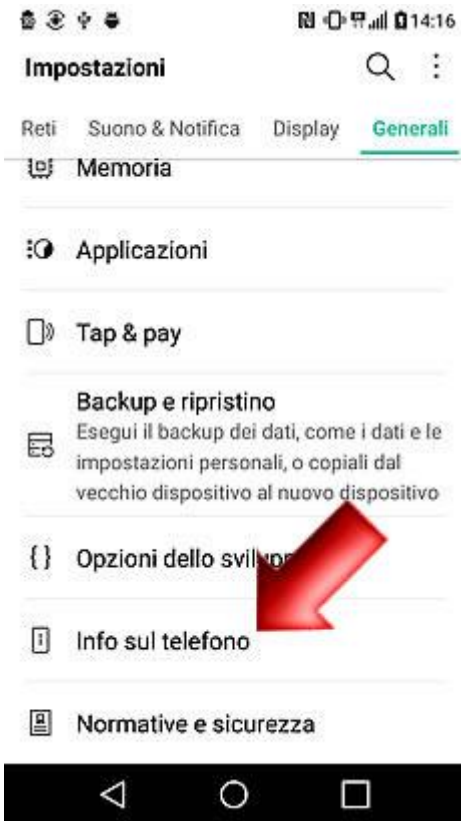 14:16
Impostazioni
Reti Suono & Notifica Display Generali
Memoria
Applicazioni
Tap & pay
Backup e ripristino
Esegui il backup dei dati, come i dati e le
impostazioni personali, o copiali dal
vecchio dispositivo al nuovo dispositivo
Opzioni dello
Info sul telefono
Normative e sicurezza